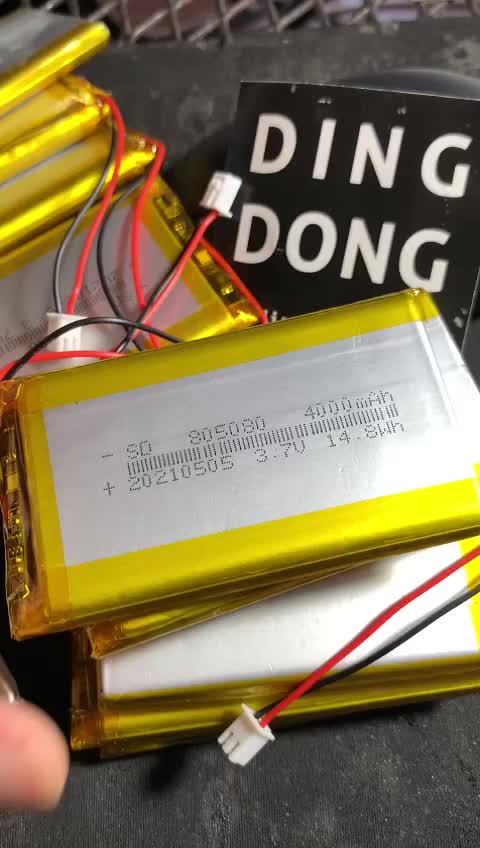 DING
DONG
- SD 805080 4000mAh
+ 20210505 3.7V 14.8Wh